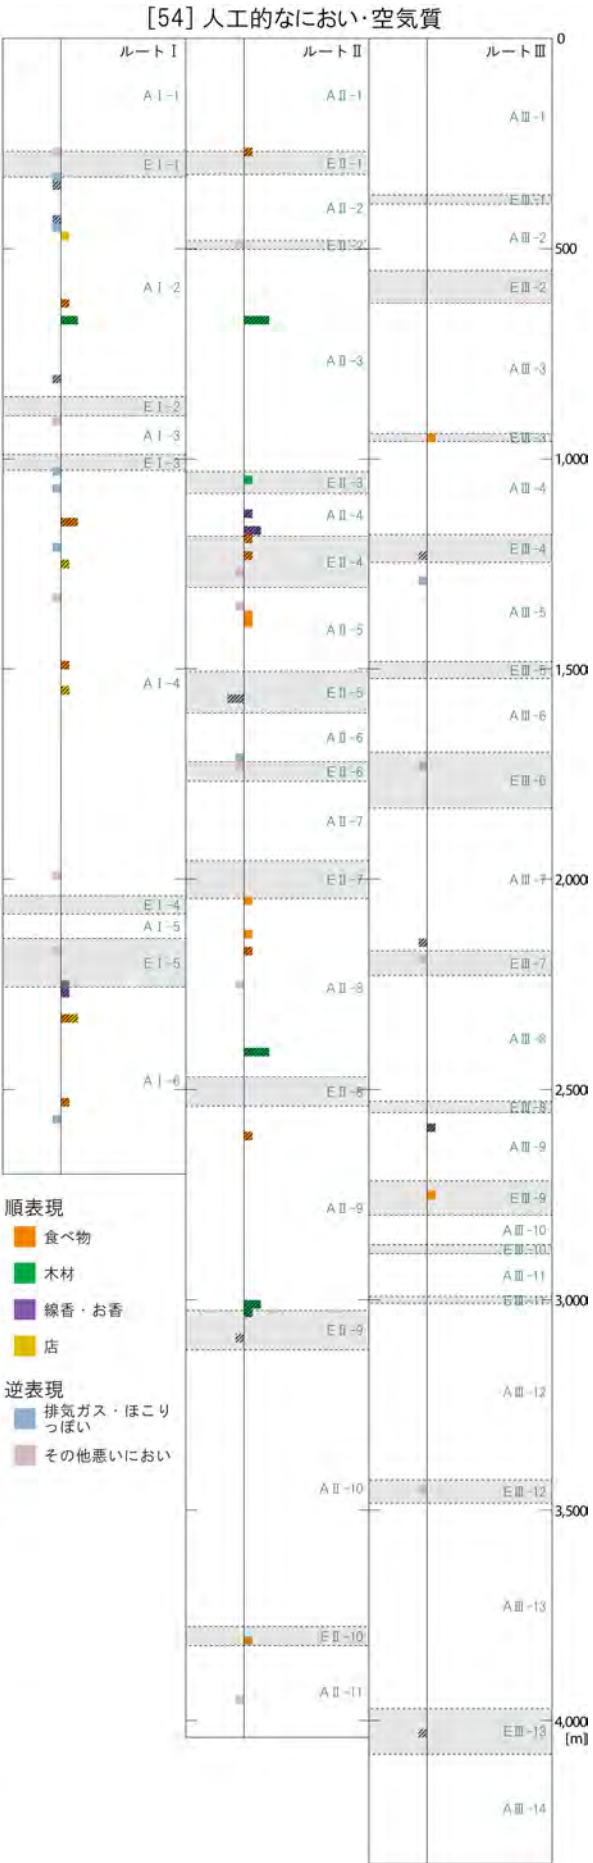 [54] 人工的なにおい・空気質
ルートⅠ
AⅠ-1
EⅠ-1
AⅠ-2
EⅠ-2
AⅠ-3
EⅠ-3
AⅠ-4
EⅠ-4
AⅠ-5
EⅠ-5
AⅠ-6
ルートⅡ
AⅡ-1
EⅡ-1
AⅡ-2
EⅡ-2
AⅡ-3
EⅡ-3
AⅡ-4
EⅡ-4
AⅡ-5
EⅡ-5
AⅡ-6
EⅡ-6
AⅡ-7
EⅡ-7
AⅡ-8
EⅡ-8
AⅡ-9
EⅡ-9
AⅡ-10
EⅡ-10
AⅡ-11
ルートⅢ
AⅢ-1
EⅢ-1
AⅢ-2
EⅢ-2
AⅢ-3
EⅢ-3
AⅢ-4
EⅢ-4
AⅢ-5
EⅢ-5
AⅢ-6
EⅢ-6
AⅢ-7
EⅢ-7
AⅢ-8
EⅢ-8
AⅢ-9
EⅢ-9
AⅢ-10
EⅢ-10
AⅢ-11
EⅢ-11
AⅢ-12
EⅢ-12
AⅢ-13
EⅢ-13
AⅢ-14
0
500
1,000
1,500
2,000
2,500
3,000
3,500
4,000
[m]
順表現
食べ物
木材
線香・お香
店
逆表現
排気ガス・ほこり
っぽい
その他悪いにおい